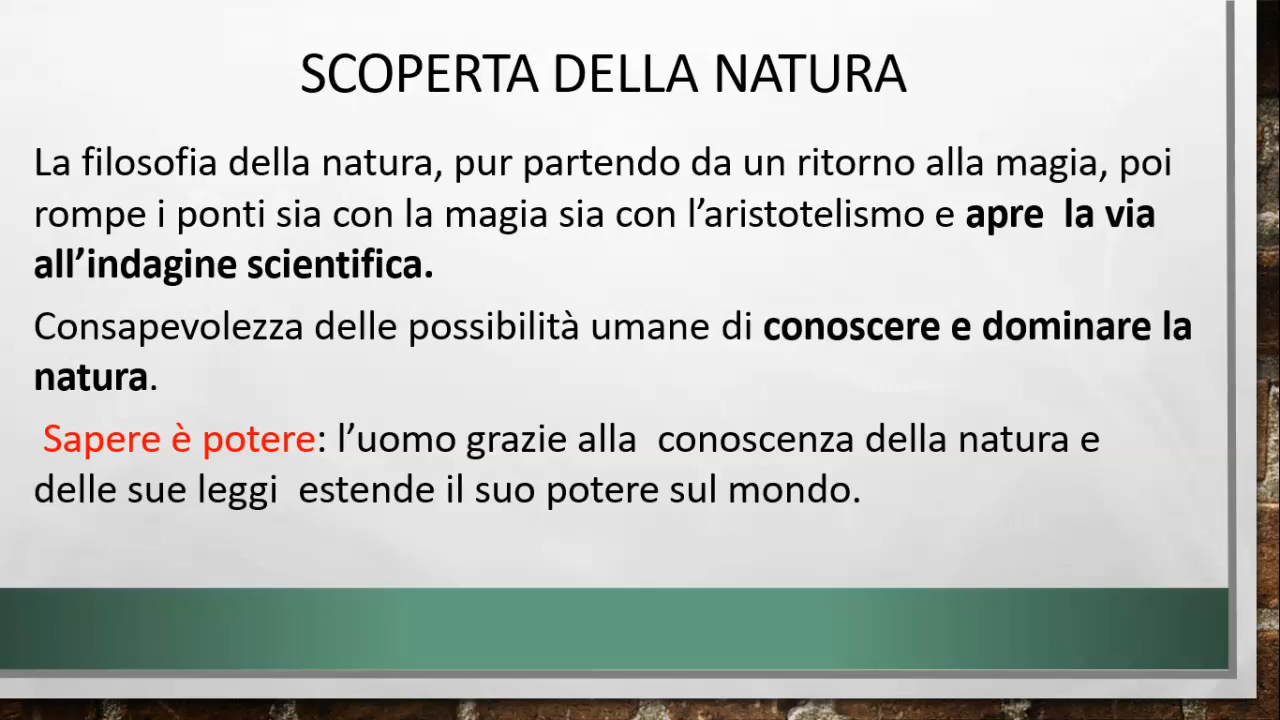 SCOPERTA DELLA NATURA
La filosofia della natura, pur partendo da un ritorno alla magia, poi
rompe i ponti sia con la magia sia con l’aristotelismo e apre  la via
all’indagine scientifica.
Consapevolezza delle possibilità umane di conoscere e dominare la
natura.
Sapere è potere: l’uomo grazie alla  conoscenza della natura e
delle sue leggi  estende il suo potere sul mondo.